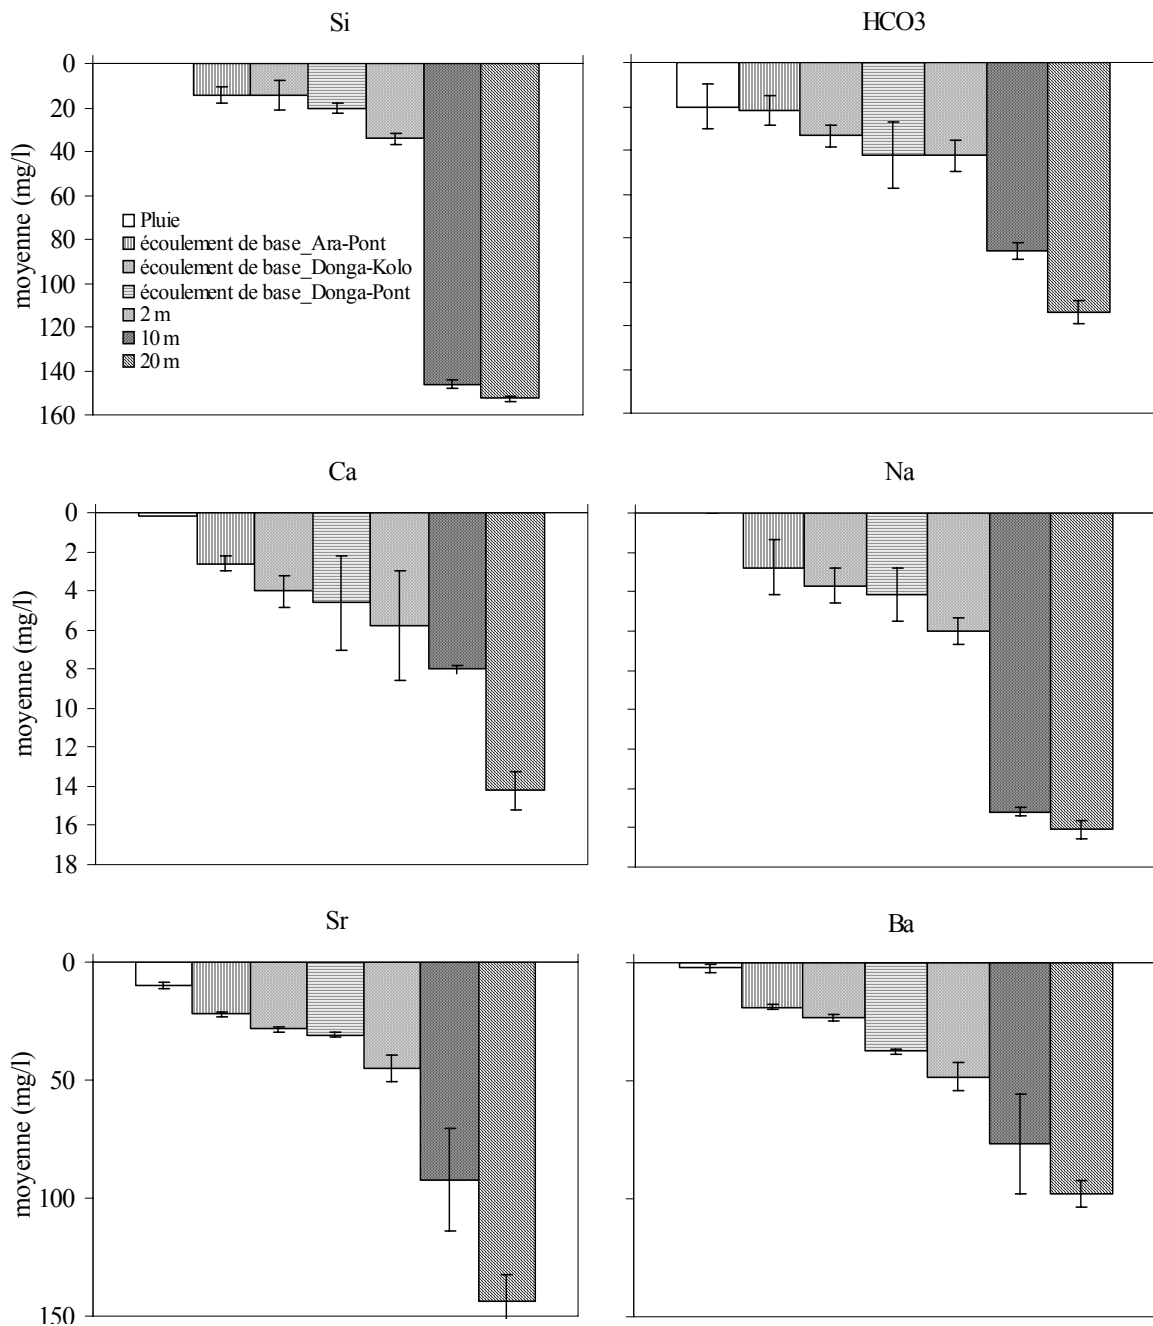 Si
HCO3
moyenne (mg/l)
0
20
40
60
80
100
120
140
160
Pluie
écoulement de base_Ara-Pont
écoulement de base_Donga-Kolo
écoulement de base_Donga-Pont
2 m
10 m
20 m
Ca
Na
moyenne (mg/l)
0
2
4
6
8
10
12
14
16
18
Sr
Ba
moyenne (mg/l)
0
50
100
150